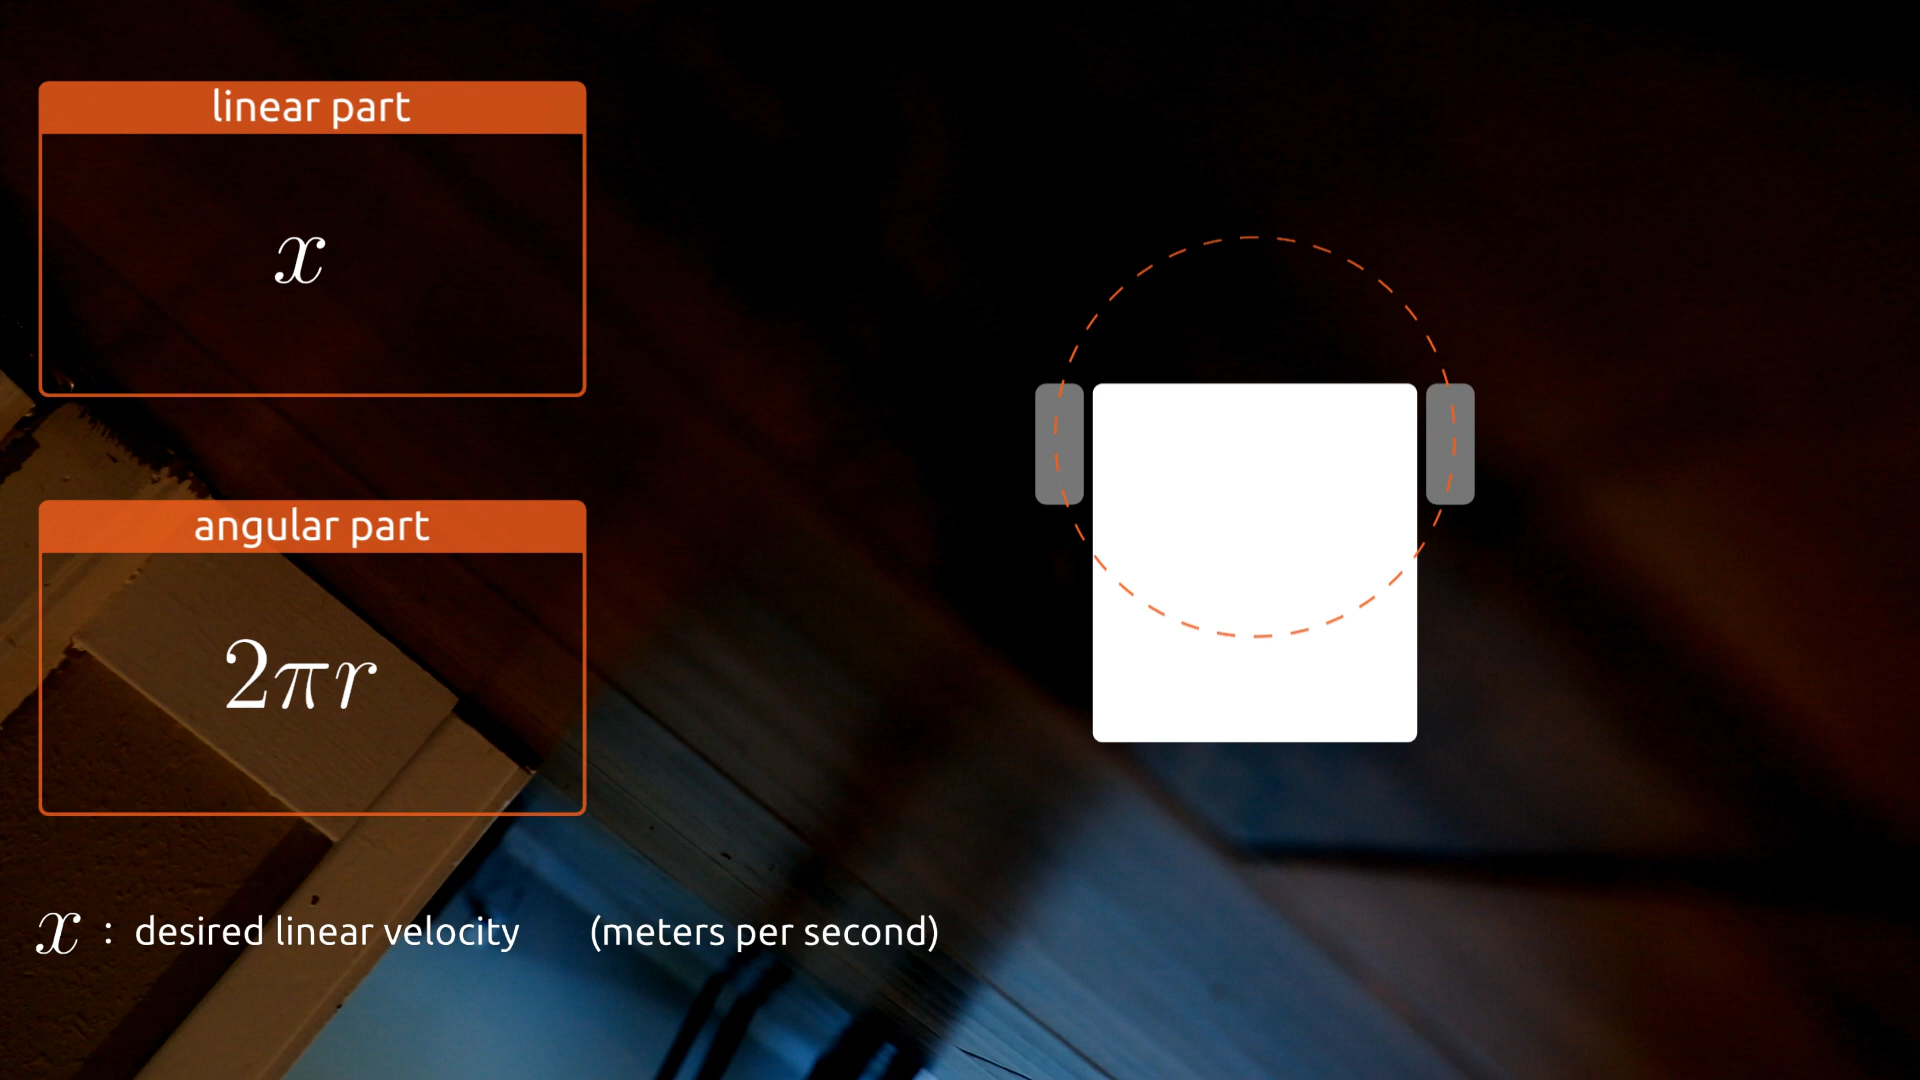 linear part
x
angular part
2πr
x : desired linear velocity (meters per second)